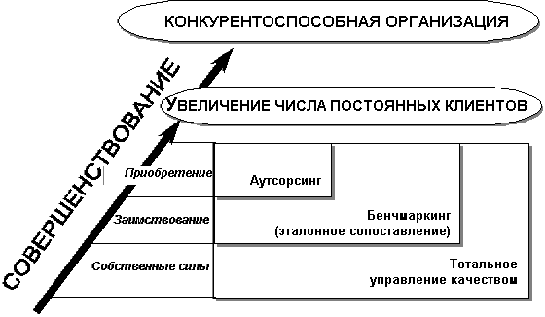 КОНКУРЕНТОСПОСОБНАЯ ОРГАНИЗАЦИЯ
УВЕЛИЧЕНИЕ ЧИСЛА ПОСТОЯННЫХ КЛИЕНТОВ
СОВЕРШЕНСТВОВАНИЕ
Приобретение
Аутсорсинг
Заимствование
Бенчмаркинг
(эталонное сопоставление)
Собственные силы
Тотальное
управление качеством